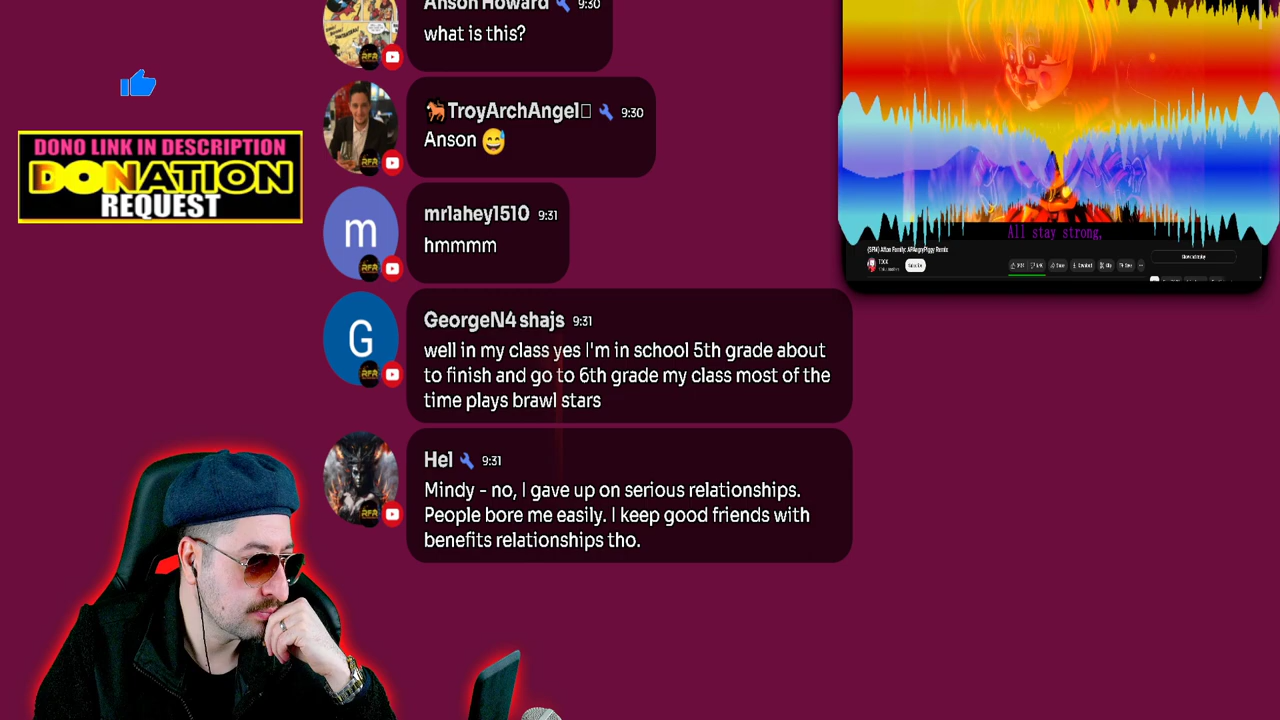 Anson Howard 9:30
what is this?
DONO LINK IN DESCRIPTION
DONATION
REQUEST
🐎TroyArchAngel 9:30
Anson 😅
m
mrlahey1510 9:31
hmmmm
G
GeorgeN4 shajs 9:31
well in my class yes I'm in school 5th grade about
to finish and go to 6th grade my class most of the
time plays brawl stars
Hel 9:31
Mindy - no, I gave up on serious relationships.
People bore me easily. I keep good friends with
benefits relationships tho.
All stay strong,